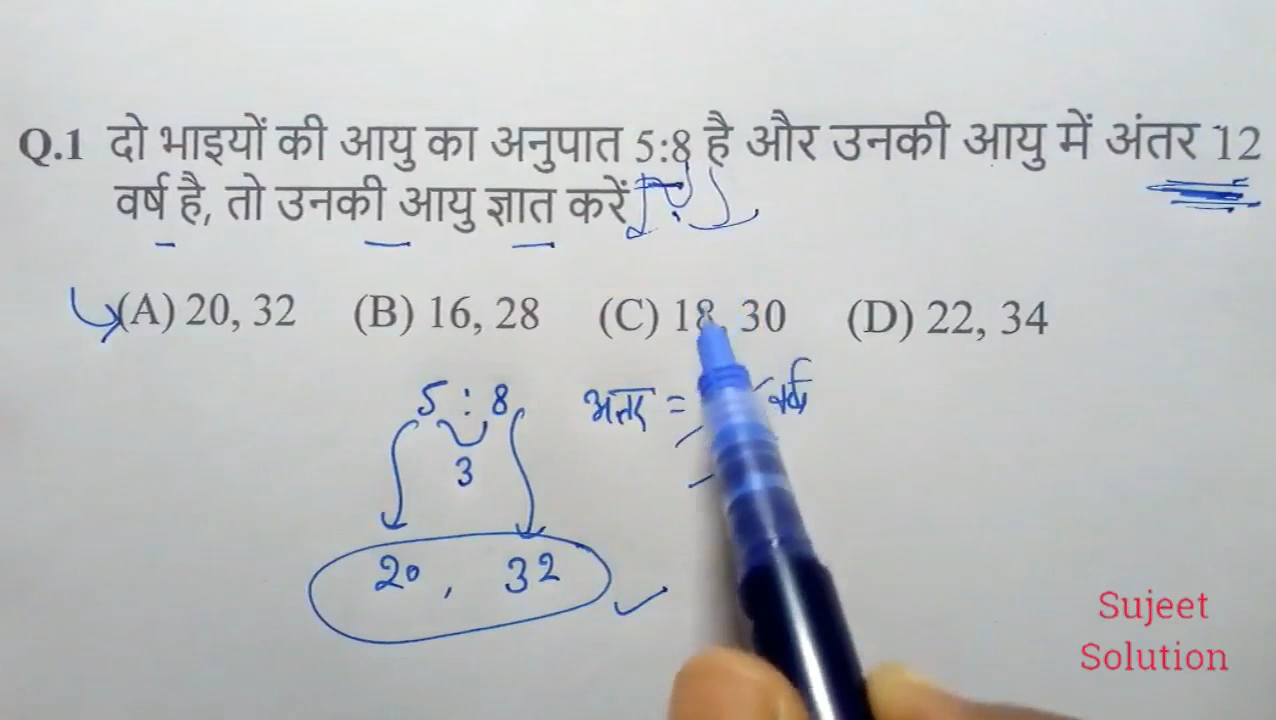 Q.1 दो भाइयों की आयु का अनुपात 5:8 है और उनकी आयु में अंतर 12
वर्ष है, तो उनकी आयु ज्ञात करें
(A) 20, 32 (B) 16, 28 (C) 18, 30 (D) 22, 34
5 : 8 अन्तर = वर्ष
3
20 , 32
Sujeet
Solution